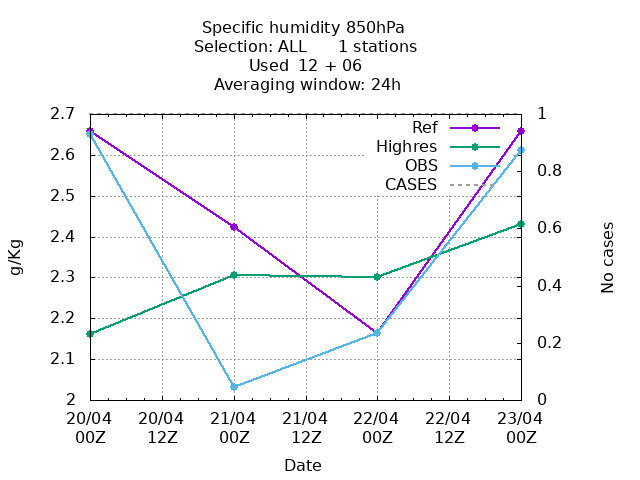 Specific humidity 850hPa
Selection: ALL      1 stations
Used  12 + 06
Averaging window: 24h
2.7
2.6
2.5
2.4
2.3
2.2
2.1
2
g/Kg
1
0.8
0.6
0.4
0.2
0
No cases
Ref
Highres
OBS
CASES
20/04 20/04 21/04 21/04 22/04 22/04 23/04
00Z 12Z 00Z 12Z 00Z 12Z 00Z
Date